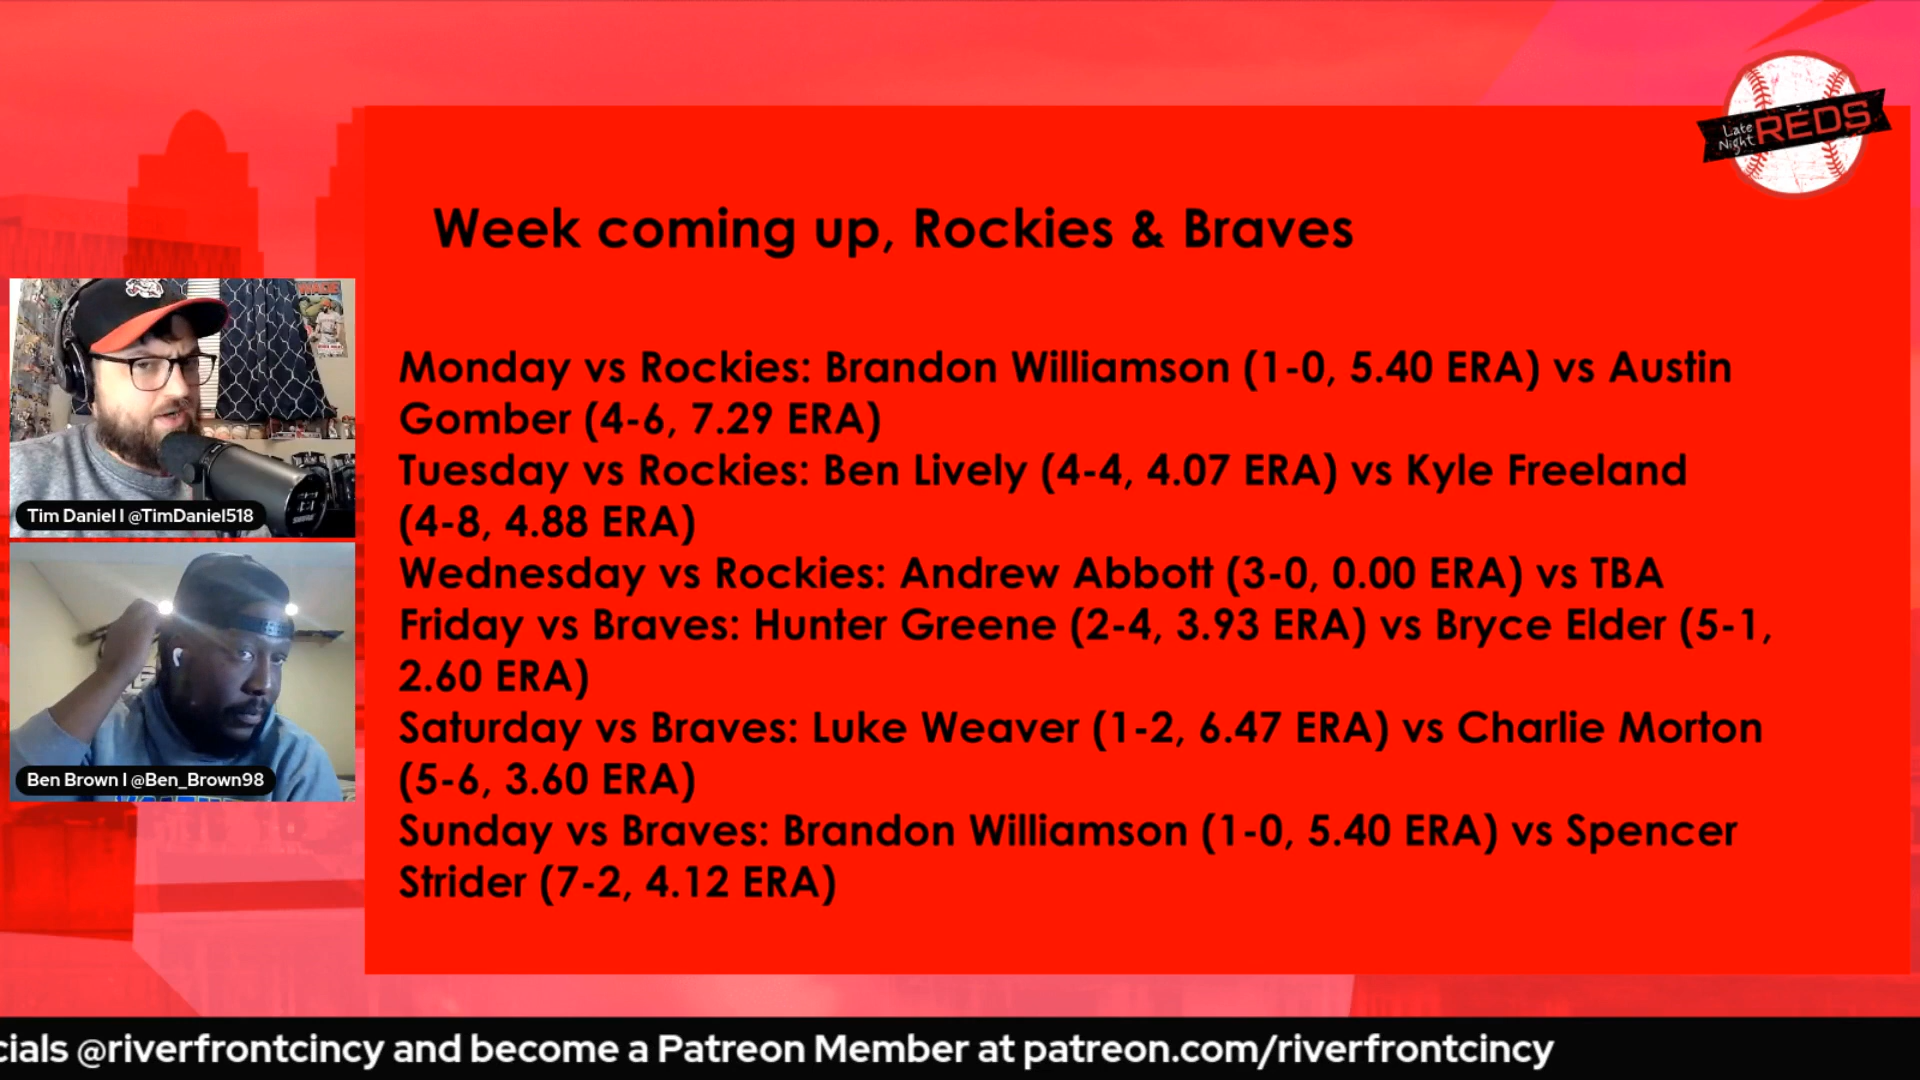 Late
Night
REDS
Week coming up, Rockies & Braves
WADE
Monday vs Rockies: Brandon Williamson (1-0, 5.40 ERA) vs Austin
Gomber (4-6, 7.29 ERA)
Tuesday vs Rockies: Ben Lively (4-4, 4.07 ERA) vs Kyle Freeland
(4-8, 4.88 ERA)
Wednesday vs Rockies: Andrew Abbott (3-0, 0.00 ERA) vs TBA
Friday vs Braves: Hunter Greene (2-4, 3.93 ERA) vs Bryce Elder (5-1,
2.60 ERA)
Saturday vs Braves: Luke Weaver (1-2, 6.47 ERA) vs Charlie Morton
(5-6, 3.60 ERA)
Sunday vs Braves: Brandon Williamson (1-0, 5.40 ERA) vs Spencer
Strider (7-2, 4.12 ERA)
Tim Daniel I @TimDaniel518
Ben Brown I @Ben_Brown98
cials @riverfrontcincy and become a Patreon Member at patreon.com/riverfrontcincy